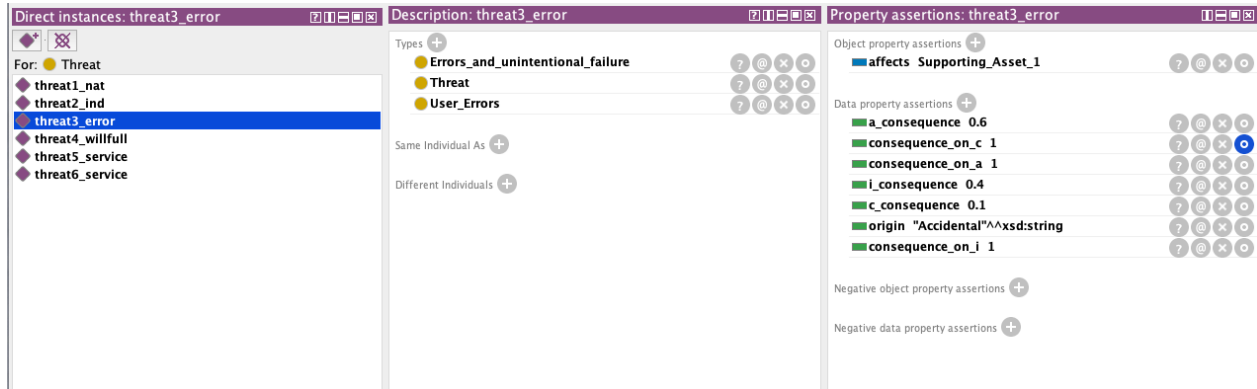 Direct instances: threat3_error
For: Threat
threat1_nat
threat2_ind
threat3_error
threat4_willfull
threat5_service
threat6_service
Description: threat3_error
Types
Errors_and_unintentional_failure
Threat
User_Errors
Same Individual As
Different Individuals
Property assertions: threat3_error
Object property assertions
affects Supporting_Asset_1
Data property assertions
a_consequence 0.6
consequence_on_c 1
consequence_on_a 1
i_consequence 0.4
c_consequence 0.1
origin "Accidental"^^xsd:string
consequence_on_i 1
Negative object property assertions
Negative data property assertions